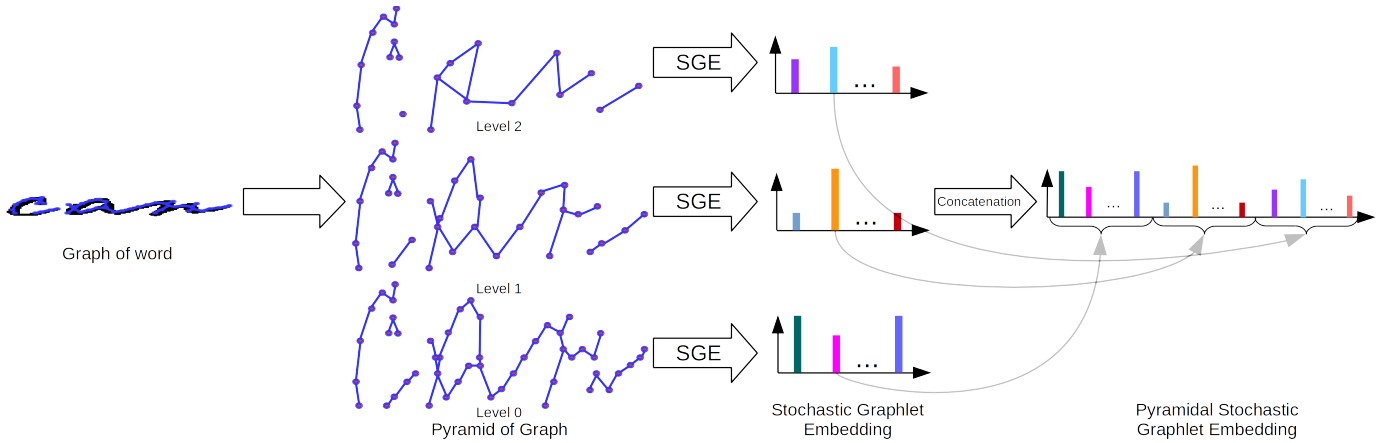 SGE
Level 2
Graph of word
SGE
Concatenation
Level 1
SGE
Level 0
Pyramid of Graph
Stochastic Graphlet
Embedding
Pyramidal Stochastic
Graphlet Embedding